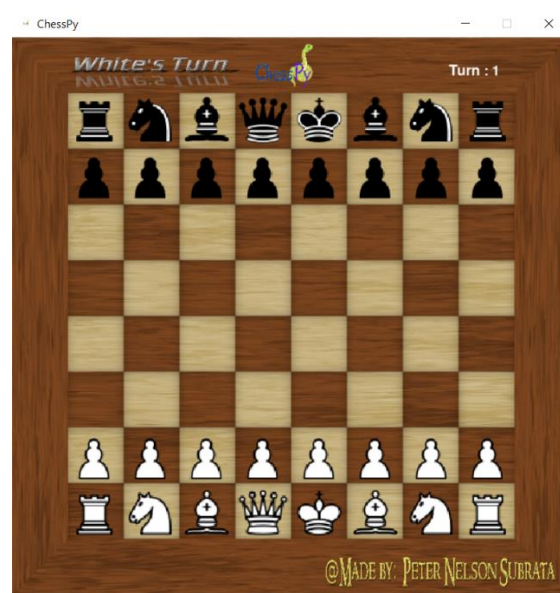 ChessPy
White's Turn
ChessPy
Turn : 1
@Made by: Peter Nelson Subrata